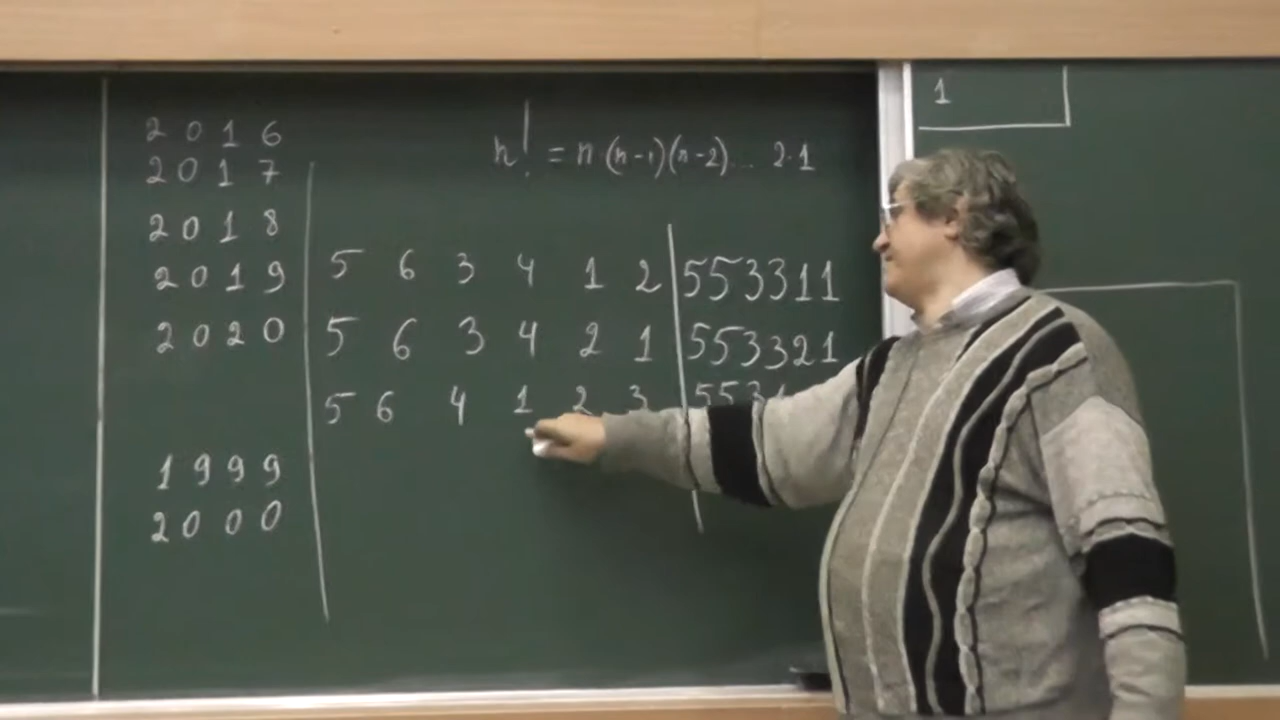 2016
2017
2018
2019
2020
1999
2000
n! = n(n-1)(n-2)... 2·1
5 6 3 4 1 2 | 553311
5 6 3 4 2 1 | 553321
5 6 4 1 2 3 | 553
1